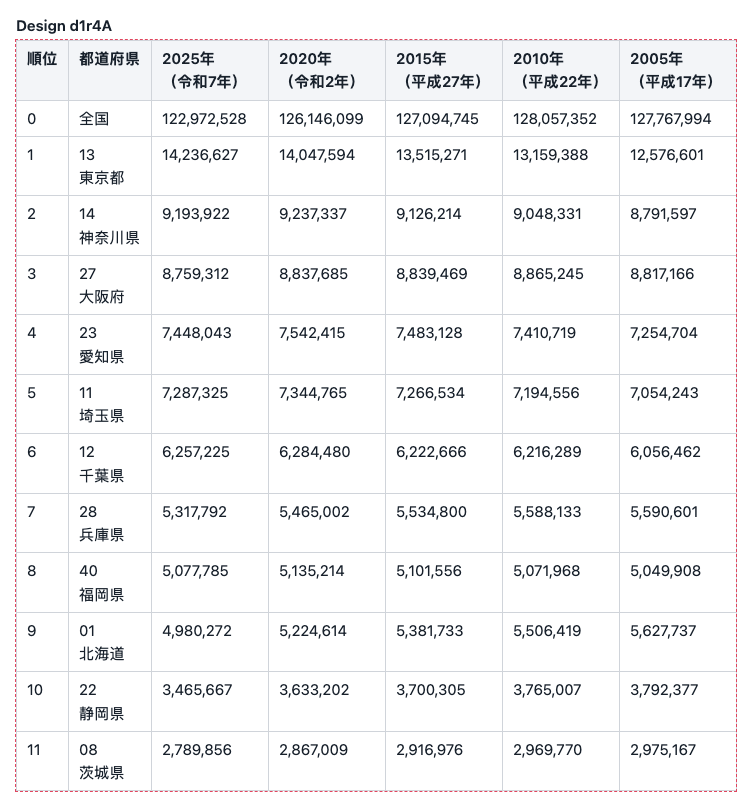 Design d1r4A
順位 都道府県 2025年 2020年 2015年 2010年 2005年
（令和7年） （令和2年） （平成27年） （平成22年） （平成17年）
0 全国 122,972,528 126,146,099 127,094,745 128,057,352 127,767,994
1 13 14,236,627 14,047,594 13,515,271 13,159,388 12,576,601
東京都
2 14 9,193,922 9,237,337 9,126,214 9,048,331 8,791,597
神奈川県
3 27 8,759,312 8,837,685 8,839,469 8,865,245 8,817,166
大阪府
4 23 7,448,043 7,542,415 7,483,128 7,410,719 7,254,704
愛知県
5 11 7,287,325 7,344,765 7,266,534 7,194,556 7,054,243
埼玉県
6 12 6,257,225 6,284,480 6,222,666 6,216,289 6,056,462
千葉県
7 28 5,317,792 5,465,002 5,534,800 5,588,133 5,590,601
兵庫県
8 40 5,077,785 5,135,214 5,101,556 5,071,968 5,049,908
福岡県
9 01 4,980,272 5,224,614 5,381,733 5,506,419 5,627,737
北海道
10 22 3,465,667 3,633,202 3,700,305 3,765,007 3,792,377
静岡県
11 08 2,789,856 2,867,009 2,916,976 2,969,770 2,975,167
茨城県